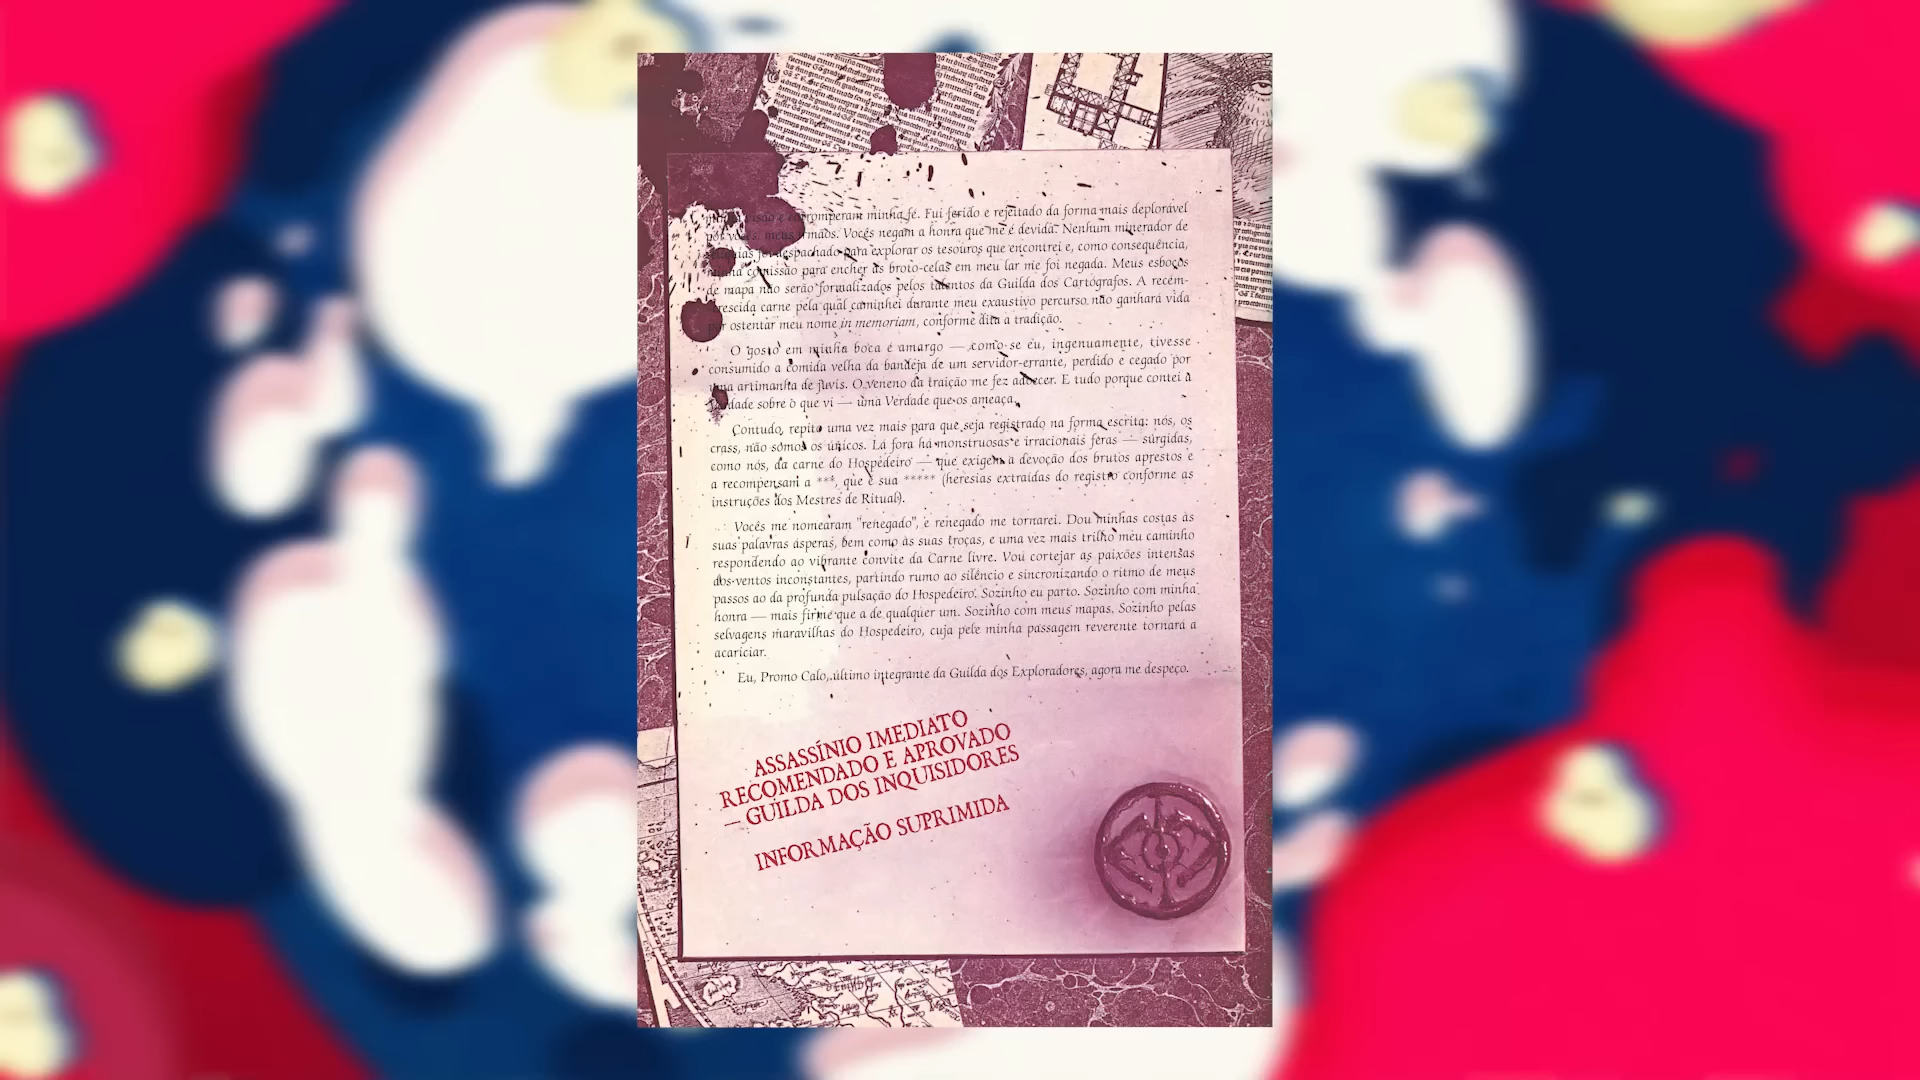 romperam minha fé. Fui ferido e rejeitado da forma mais deplorável
por vocês, meus irmãos. Vocês negam a honra que me é devida. Nenhum minerador de
foi despachado para explorar os tesouros que encontrei e, como consequência,
minha comissão para encher as broto-celas em meu lar me foi negada. Meus esboços
de mapa não serão formalizados pelos talentos da Guilda dos Cartógrafos. A recém-
crescida carne pela qual caminhei durante meu exaustivo percurso não ganhará vida
por ostentar meu nome in memoriam, conforme dita a tradição.
O gosto em minha boca é amargo — como se eu, ingenuamente, tivesse
consumido a comida velha da bandeja de um servidor-errante, perdido e cegado por
uma artimanha de juvis. O veneno da traição me fez adoecer. E tudo porque contei a
verdade sobre o que vi — uma Verdade que os ameaça.
Contudo, repito uma vez mais para que seja registrado na forma escrita: nós, os
crass, não somos os únicos. Lá fora há monstruosas e irracionais feras — surgidas,
como nós, da carne do Hospedeiro — que exigem a devoção dos brutos aprestos e
a recompensam a ***, que é sua ***** (heresias extraídas do registro conforme as
instruções dos Mestres de Ritual).
Vocês me nomearam "renegado", e renegado me tornarei. Dou minhas costas às
suas palavras ásperas, bem como às suas troças, e uma vez mais trilho meu caminho
respondendo ao vibrante convite da Carne livre. Vou cortejar as paixões intensas
dos ventos inconstantes, partindo rumo ao silêncio e sincronizando o ritmo de meus
passos ao da profunda pulsação do Hospedeiro. Sozinho eu parto. Sozinho com minha
honra — mais firme que a de qualquer um. Sozinho com meus mapas. Sozinho pelas
selvagens maravilhas do Hospedeiro, cuja pele minha passagem reverente tornará a
acariciar.
Eu, Promo Calo, último integrante da Guilda dos Exploradores, agora me despeço.
ASSASSÍNIO IMEDIATO
RECOMENDADO E APROVADO
— GUILDA DOS INQUISIDORES
INFORMAÇÃO SUPRIMIDA